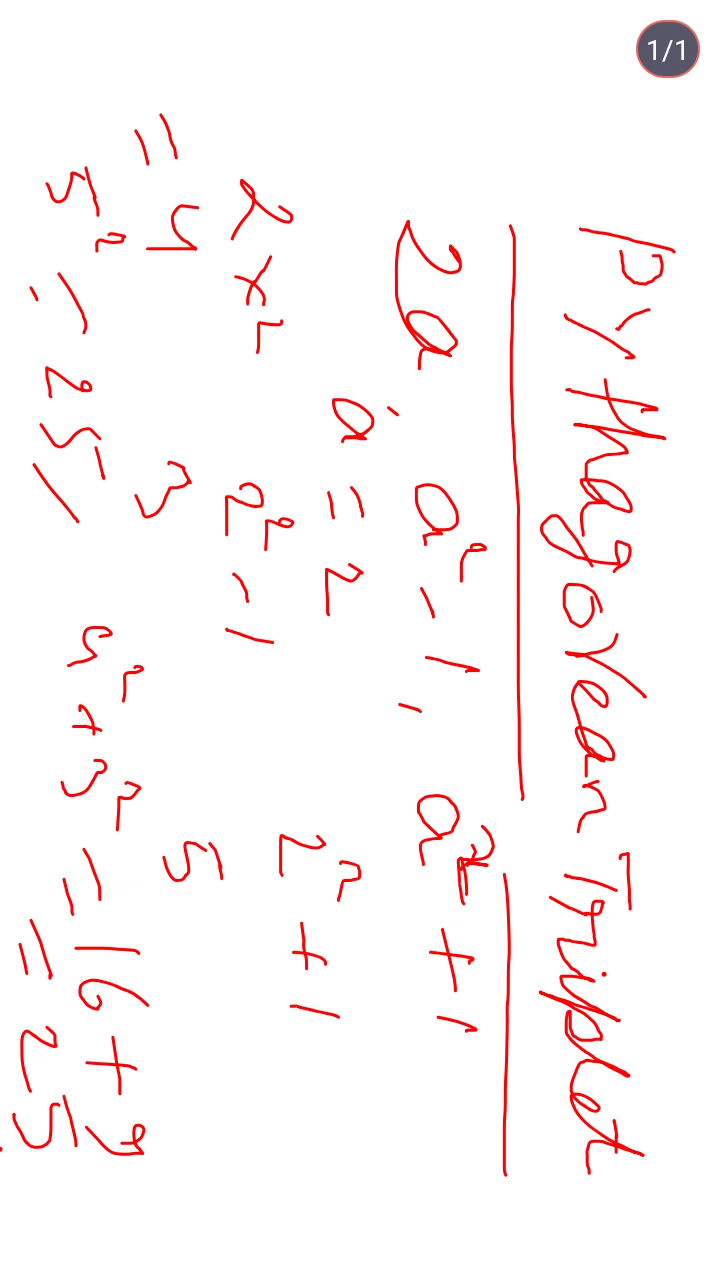 1/1
Pythagorean Triplet
2a a² - 1, a² + 1
a = 2
2×2 2² - 1 2² + 1
= 4 3 5
4² + 3² = 16 + 9
5² = 25 = 25